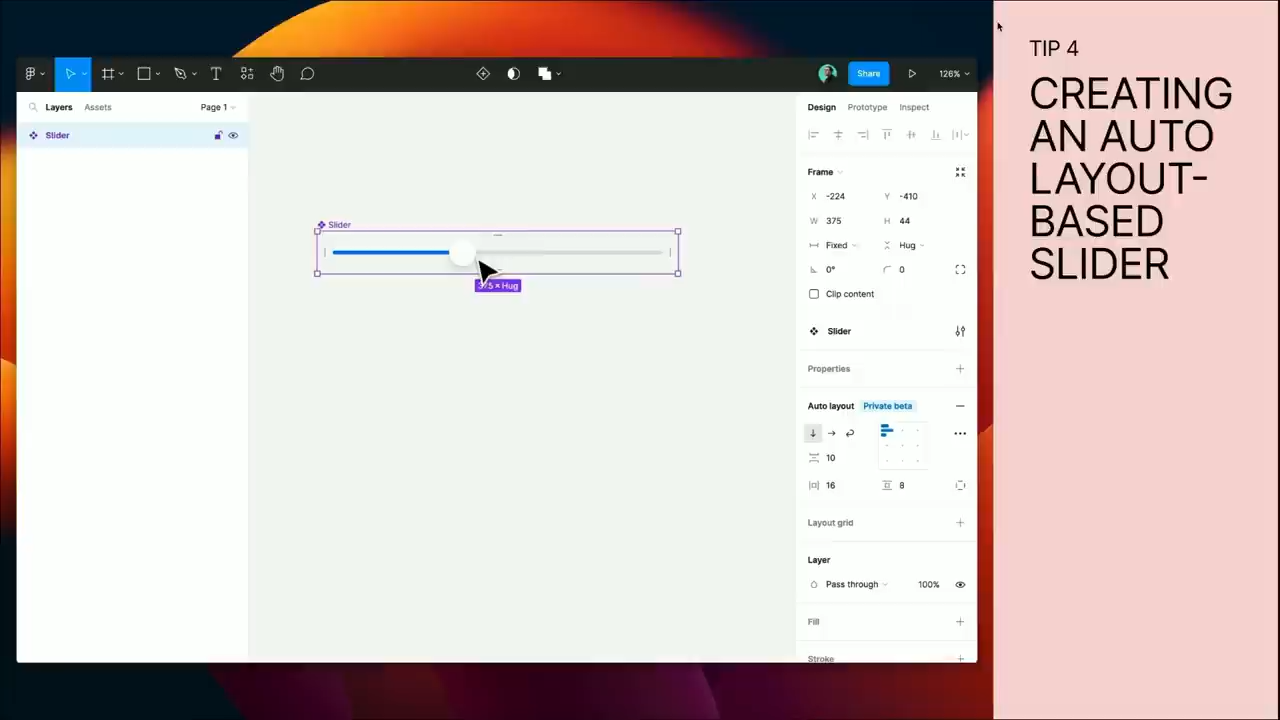 TIP 4
CREATING
AN AUTO
LAYOUT-
BASED
SLIDER
Share
126%
Layers
Assets
Page 1
Slider
Slider
375 × Hug
Design
Prototype
Inspect
Frame
X -224
Y -410
W 375
H 44
Fixed
Hug
0°
0
Clip content
Slider
Properties
Auto layout
Private beta
10
16
8
Layout grid
Layer
Pass through
100%
Fill
Stroke